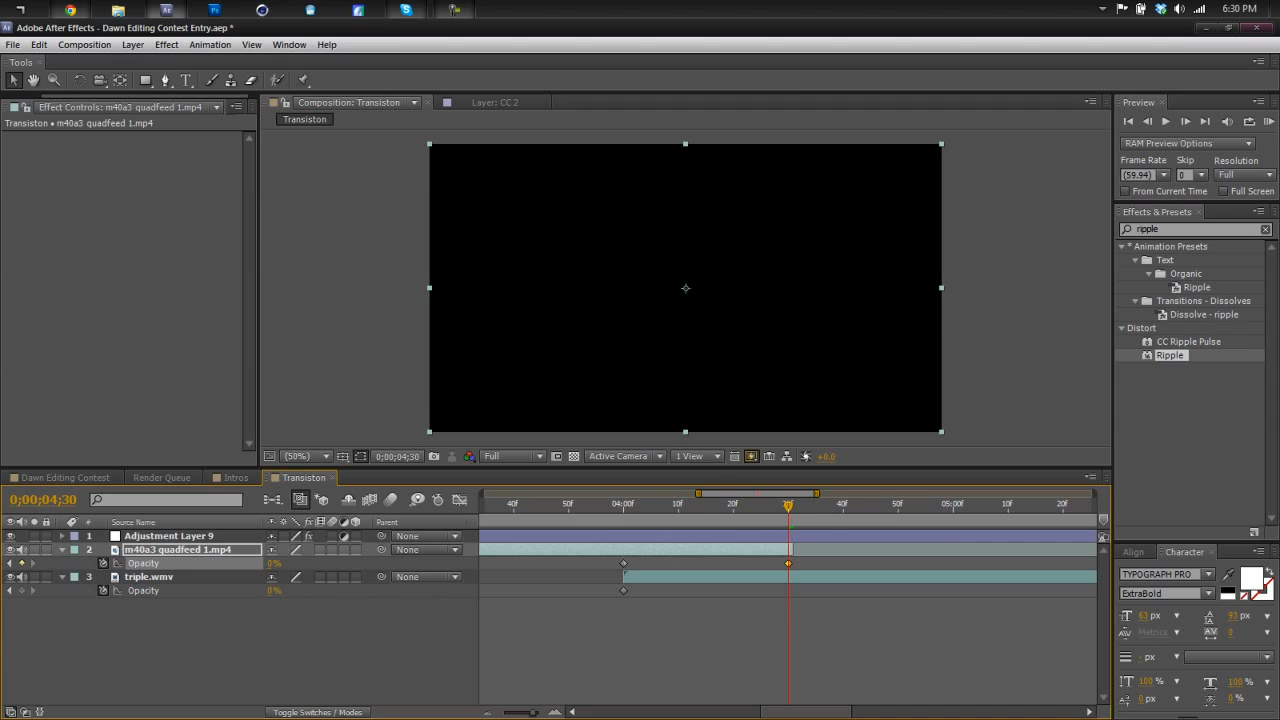 6:30 PM
Adobe After Effects - Dawn Editing Contest Entry.aep *
File Edit Composition Layer Effect Animation View Window Help
Tools
Effect Controls: m40a3 quadfeed 1.mp4
Composition: Transiston
Layer: CC 2
Preview
Transiston • m40a3 quadfeed 1.mp4
Transiston
RAM Preview Options
Frame Rate Skip Resolution
(59.94) 0 Full
From Current Time Full Screen
Effects & Presets
ripple
* Animation Presets
Text
Organic
Ripple
Transitions - Dissolves
Dissolve - ripple
Distort
CC Ripple Pulse
Ripple
(50%) 0;00;04;30 Full Active Camera 1 View +0.0
Dawn Editing Contest Render Queue Intros Transiston
0;00;04;30
40f 50f 04:00f 10f 20f 30f 40f 50f 05:00f 10f 20f
# Source Name Parent
1 Adjustment Layer 9 None
2 m40a3 quadfeed 1.mp4 None
Opacity 0%
3 triple.wmv None
Opacity 0%
Toggle Switches / Modes
Align Character
TYPOGRAPH PRO
ExtraBold
63 px 93 px
Metrics 0
- px
100 % 100 %
0 px 0 %